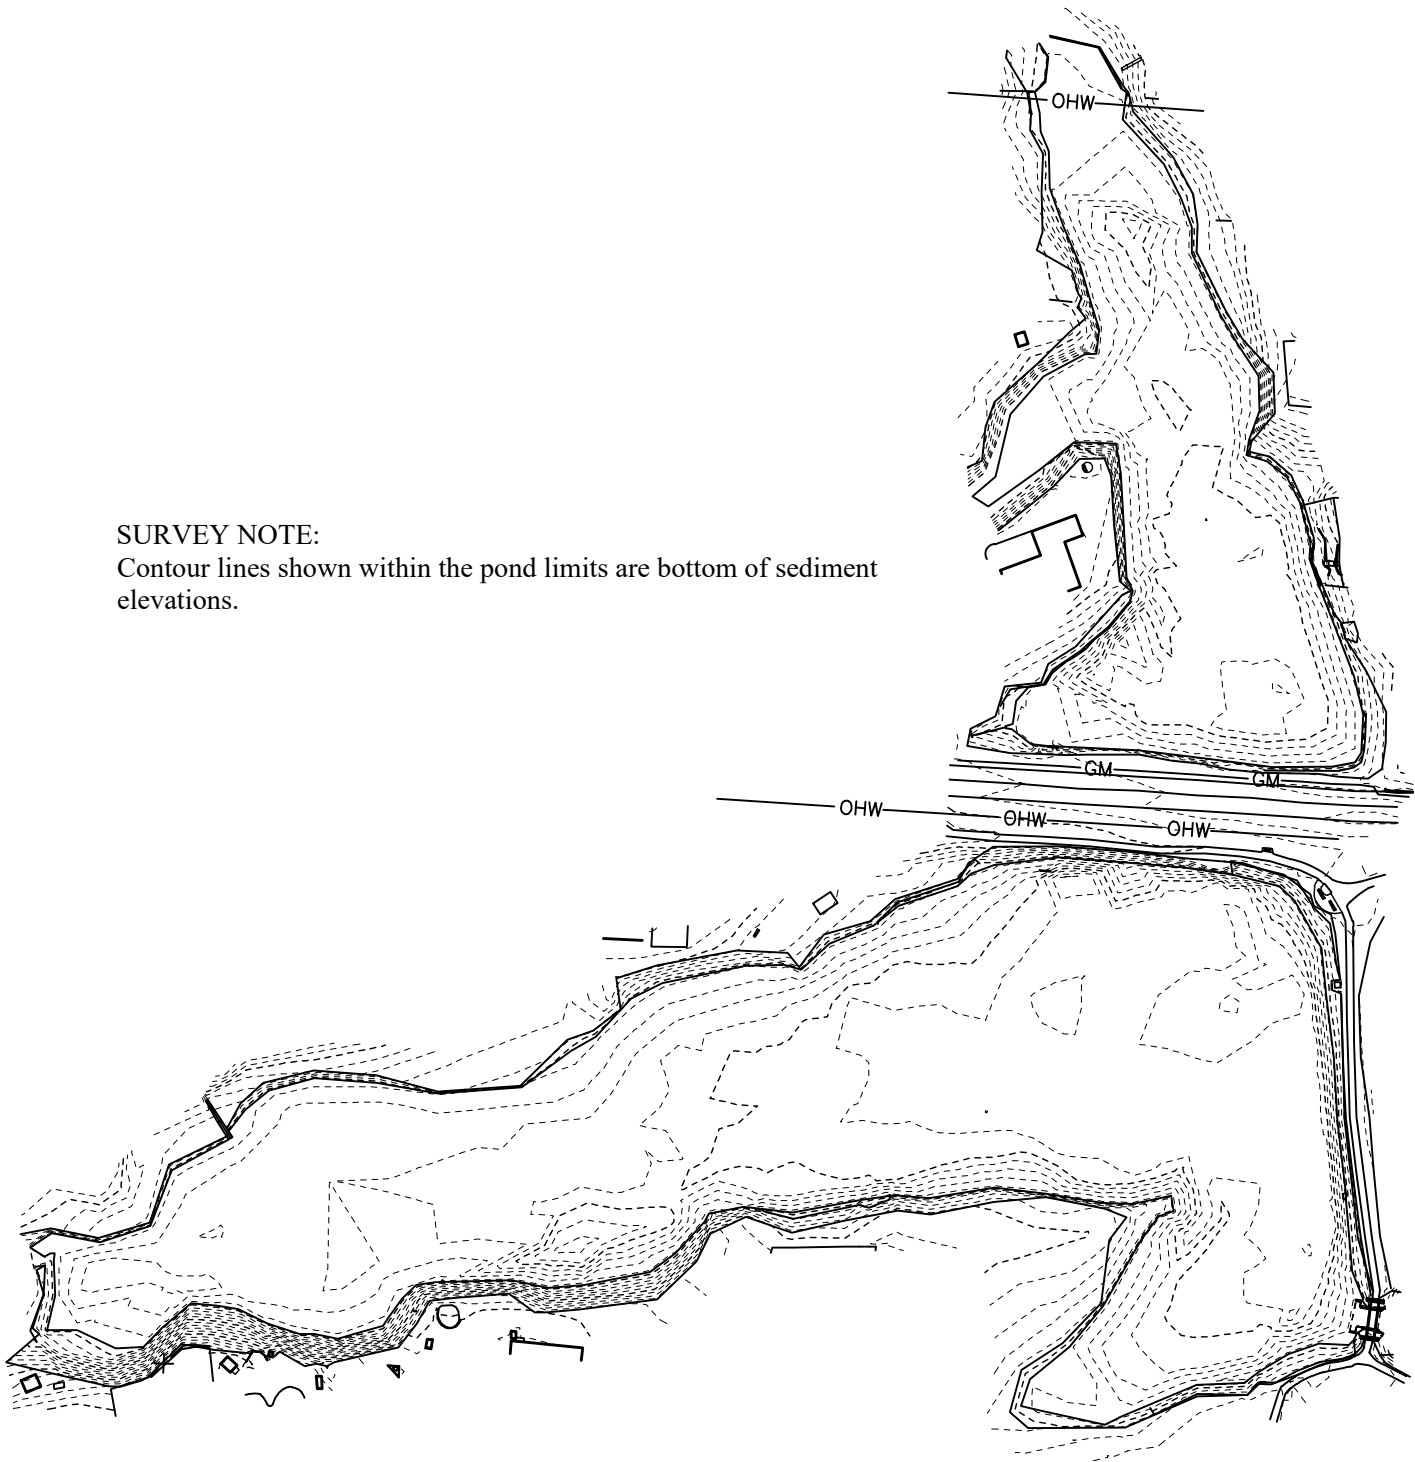 OHW
SURVEY NOTE:
Contour lines shown within the pond limits are bottom of sediment
elevations.
GM
GM
OHW
OHW
OHW